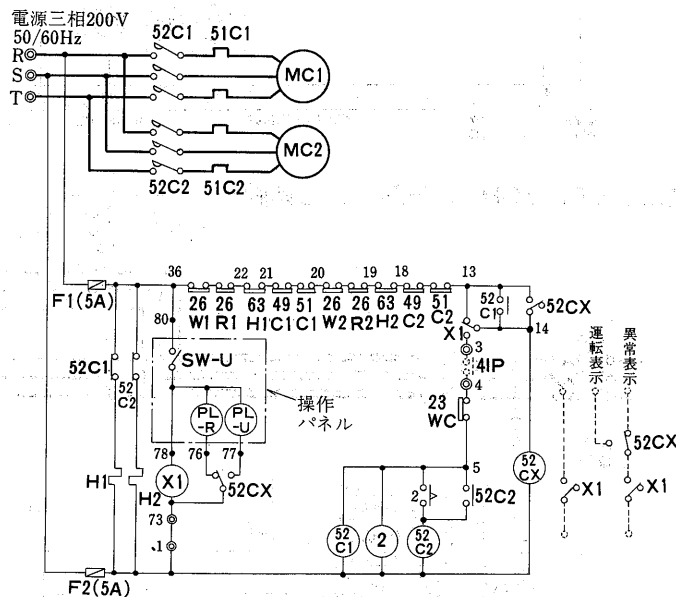 電源三相200V
50/60Hz
R
S
T
52C1
51C1
MC1
MC2
52C2
51C2
36
22
21
20
19
18
13
F1(5A)
26
W1
26
R1
63
H1
49
C1
51
C1
26
W2
26
R2
63
H2
49
C2
51
C2
52
C1
52CX
14
80
X1
3
41P
4
SW-U
52C1
52
C2
PL
-R
PL
-U
操作
パネル
23
WC
運転表示
異常表示
52CX
76
77
78
X1
52CX
H1
H2
5
2
52C2
52
CX
X1
X1
73
1
52
C1
2
52
C2
F2(5A)